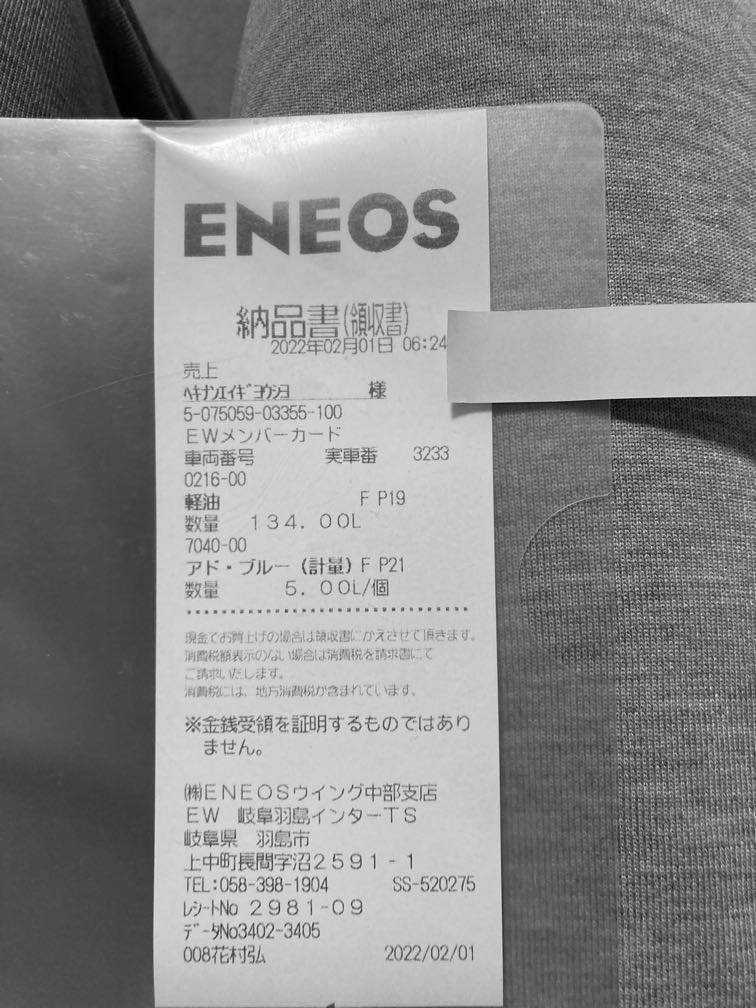 ENEOS
納品書(領収書)
2022年02月01日 06:24
売上
ﾍｷﾅﾝｴｲｷﾞﾖｳｼﾖ 様
5-075059-03355-100
EWメンバーカード
車両番号 実車番 3233
0216-00
軽油 F P19
数量 134.00L
7040-00
アド・ブルー(計量) F P21
数量 5.00L/個
現金でお買上げの場合は領収書にかえさせて頂きます。
消費税額表示のない場合は消費税を請求書にて
ご請求いたします。
消費税には、地方消費税が含まれています。
※金銭受領を証明するものではあり
ません。
㈱ENEOSウイング中部支店
EW 岐阜羽島インターTS
岐阜県 羽島市
上中町長間字沼2591-1
TEL:058-398-1904 SS-520275
ﾚｼｰﾄNo 2981-09
ﾃﾞｰﾀNo3402-3405
008花村弘 2022/02/01